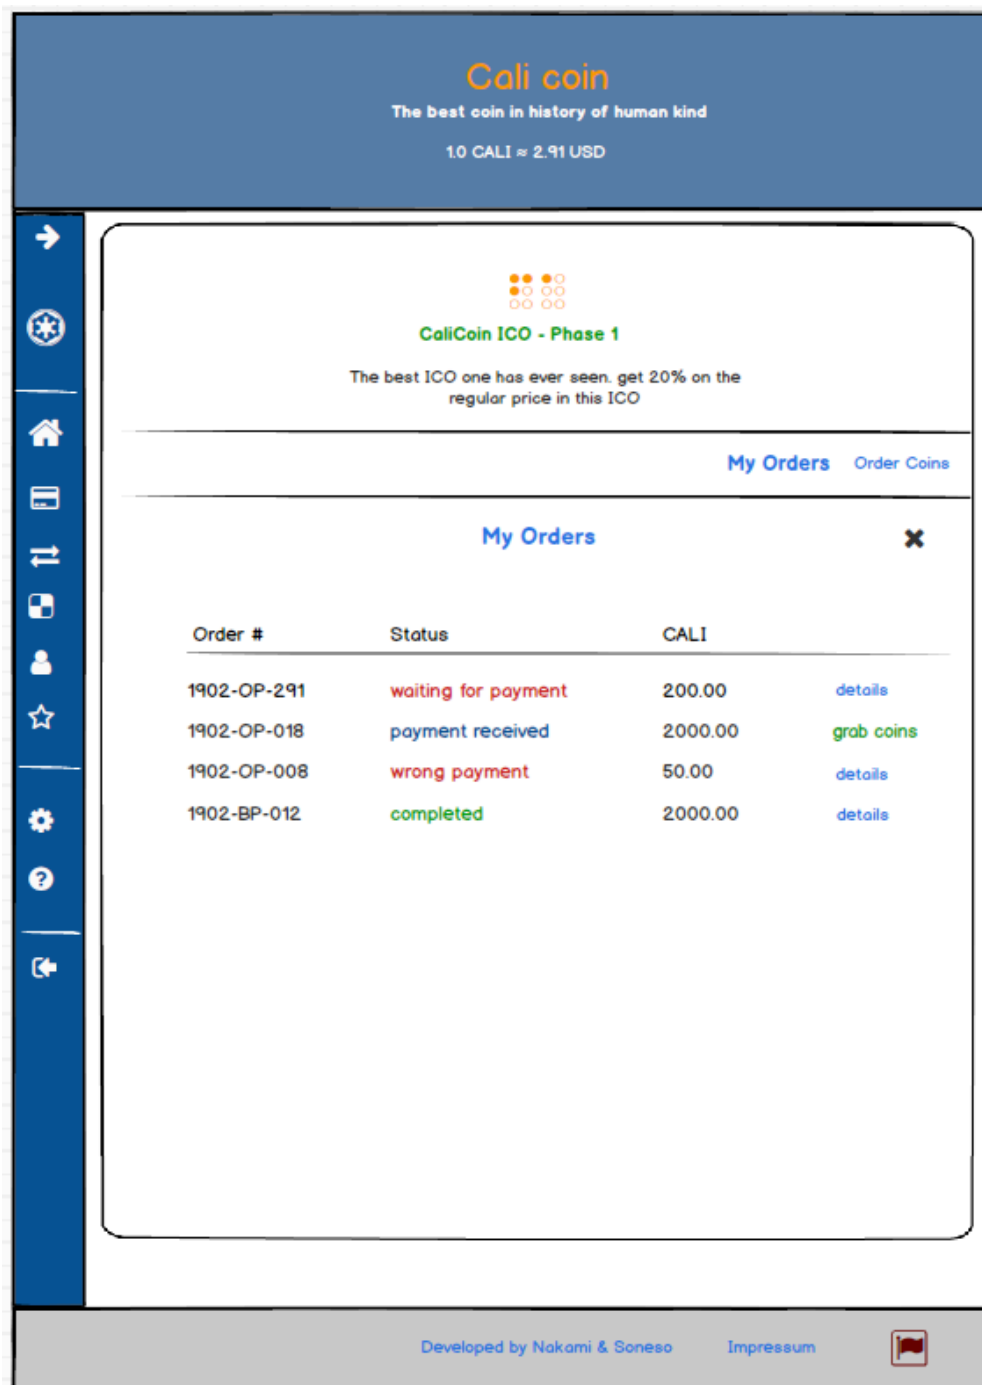 Cali coin
The best coin in history of human kind
1.0 CALI ≈ 2.91 USD
CaliCoin ICO - Phase 1
The best ICO one has ever seen. get 20% on the
regular price in this ICO
My Orders Order Coins
My Orders
Order # Status CALI
1902-OP-291 waiting for payment 200.00 details
1902-OP-018 payment received 2000.00 grab coins
1902-OP-008 wrong payment 50.00 details
1902-BP-012 completed 2000.00 details
Developed by Nakami & Soneso Impressum